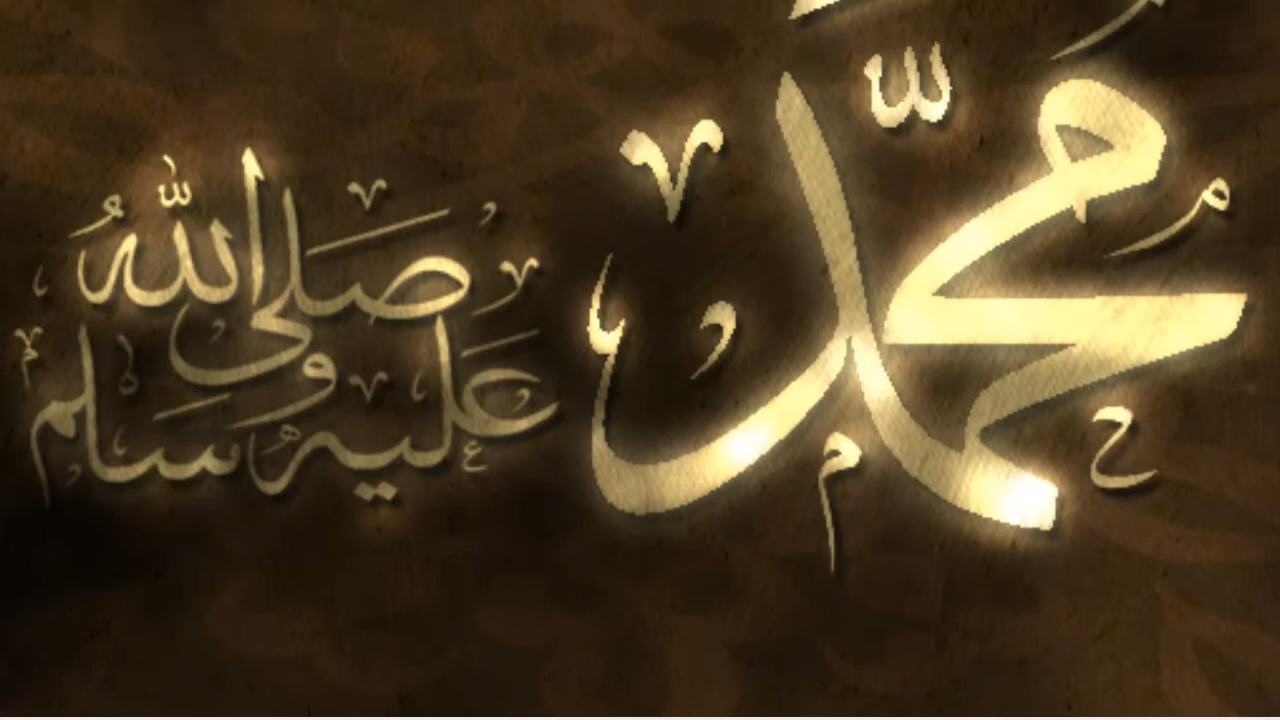 محمد
صلى الله
عليه وسلم